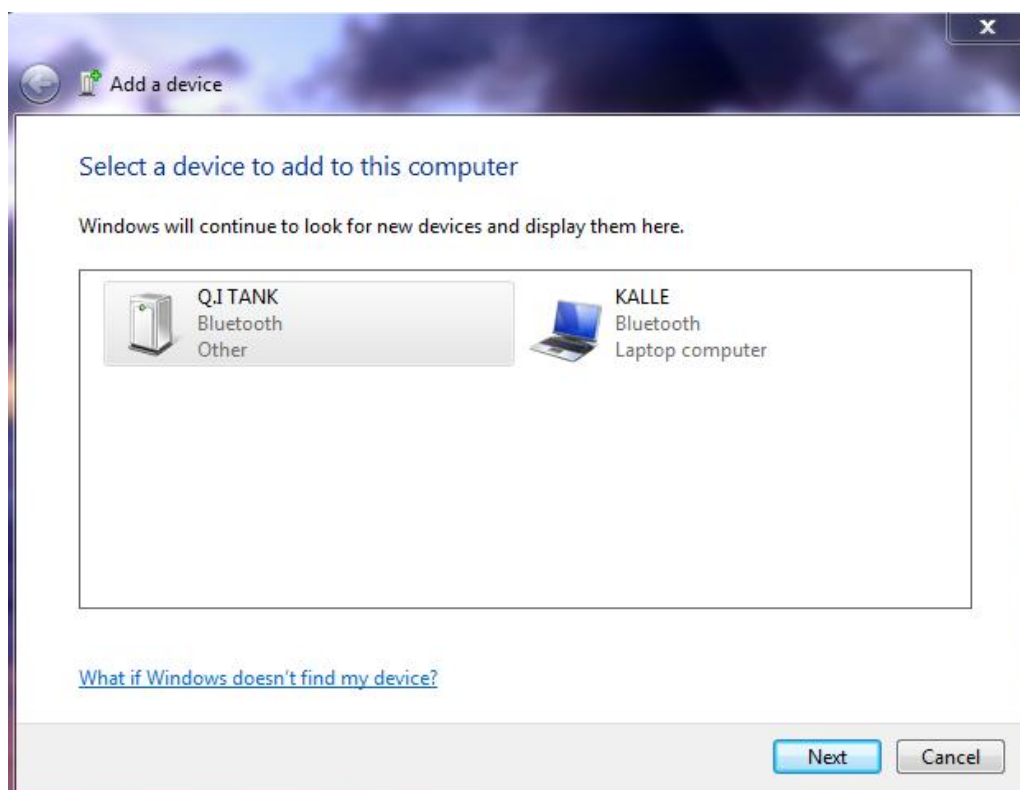 X
Add a device
Select a device to add to this computer
Windows will continue to look for new devices and display them here.
Q.I TANK
Bluetooth
Other
KALLE
Bluetooth
Laptop computer
What if Windows doesn't find my device?
Next
Cancel